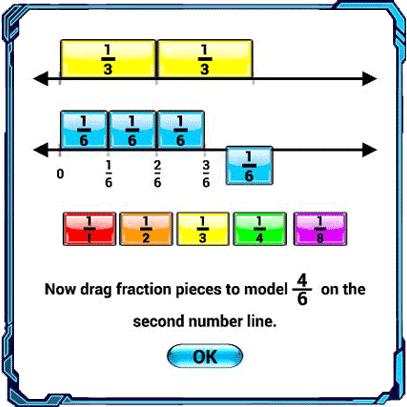 1/3 1/3
1/6 1/6 1/6
1/6
0 1/6 2/6 3/6
1/1 1/2 1/3 1/4 1/8
Now drag fraction pieces to model 4/6 on the
second number line.
OK